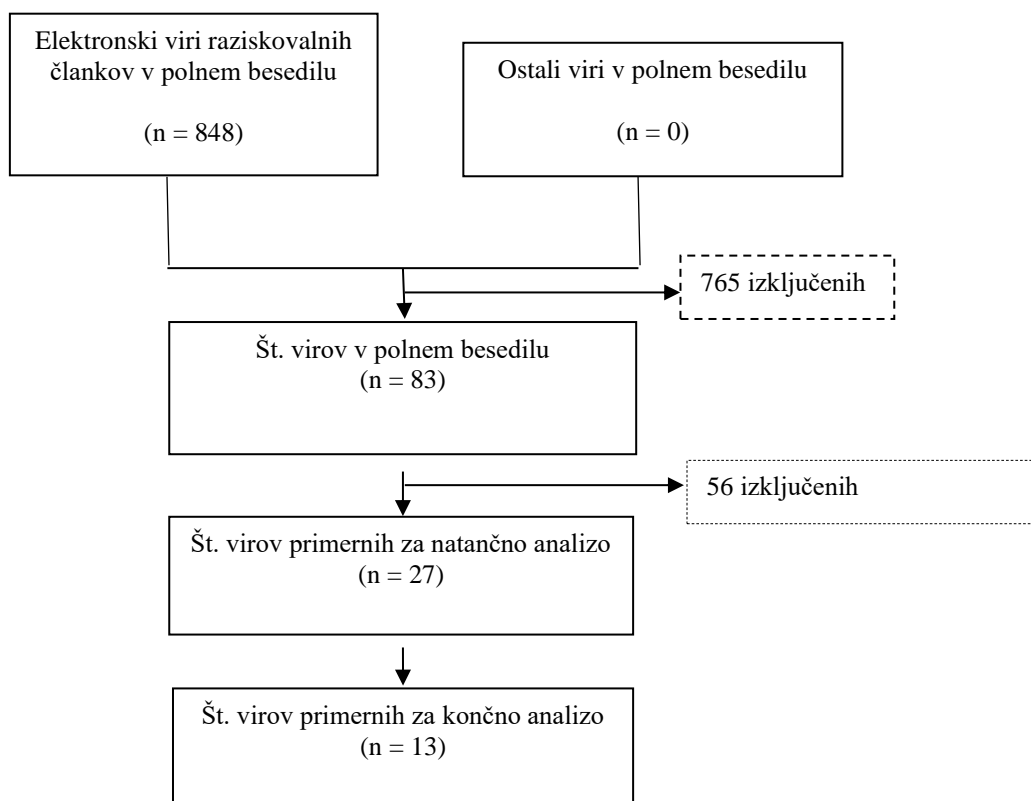 Elektronski viri raziskovalnih
člankov v polnem besedilu
(n = 848)
Ostali viri v polnem besedilu
(n = 0)
765 izključenih
Št. virov v polnem besedilu
(n = 83)
56 izključenih
Št. virov primernih za natančno analizo
(n = 27)
Št. virov primernih za končno analizo
(n = 13)